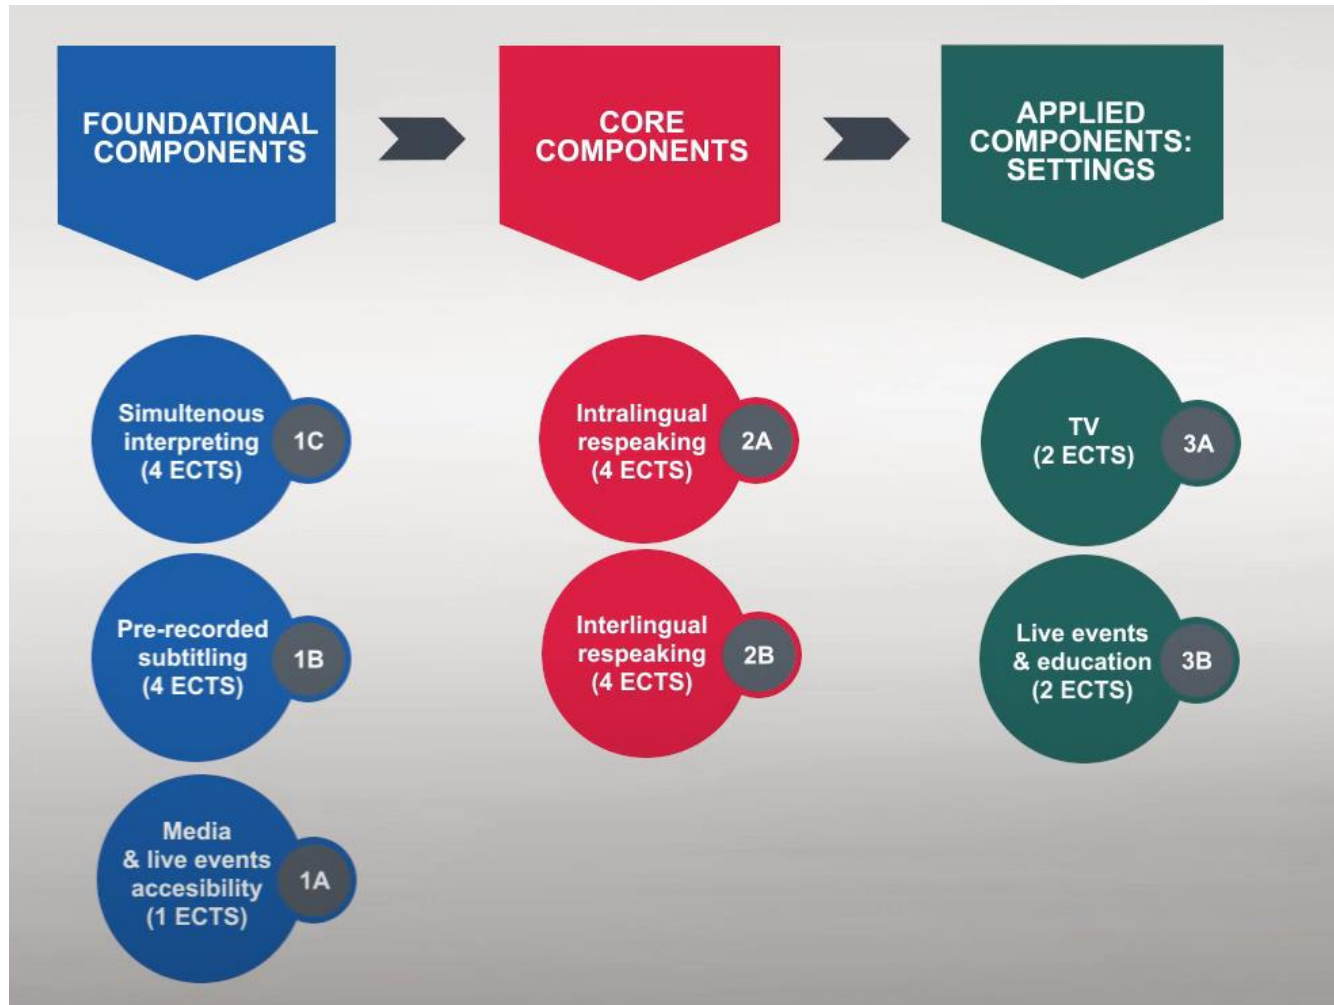 FOUNDATIONAL
COMPONENTS
CORE
COMPONENTS
APPLIED
COMPONENTS:
SETTINGS
Simultenous
interpreting
(4 ECTS)
1C
Pre-recorded
subtitling
(4 ECTS)
1B
Media
& live events
accesibility
(1 ECTS)
1A
Intralingual
respeaking
(4 ECTS)
2A
Interlingual
respeaking
(4 ECTS)
2B
TV
(2 ECTS)
3A
Live events
& education
(2 ECTS)
3B